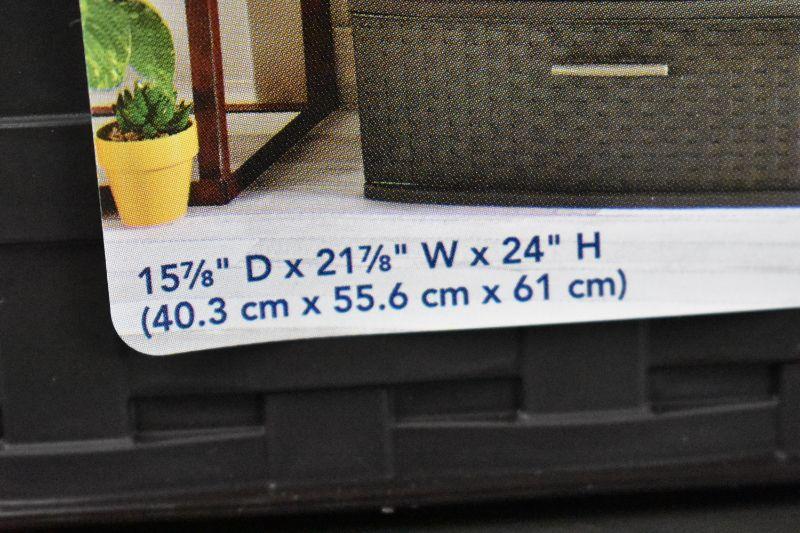 15⅞" D x 21⅞" W x 24" H
(40.3 cm x 55.6 cm x 61 cm)